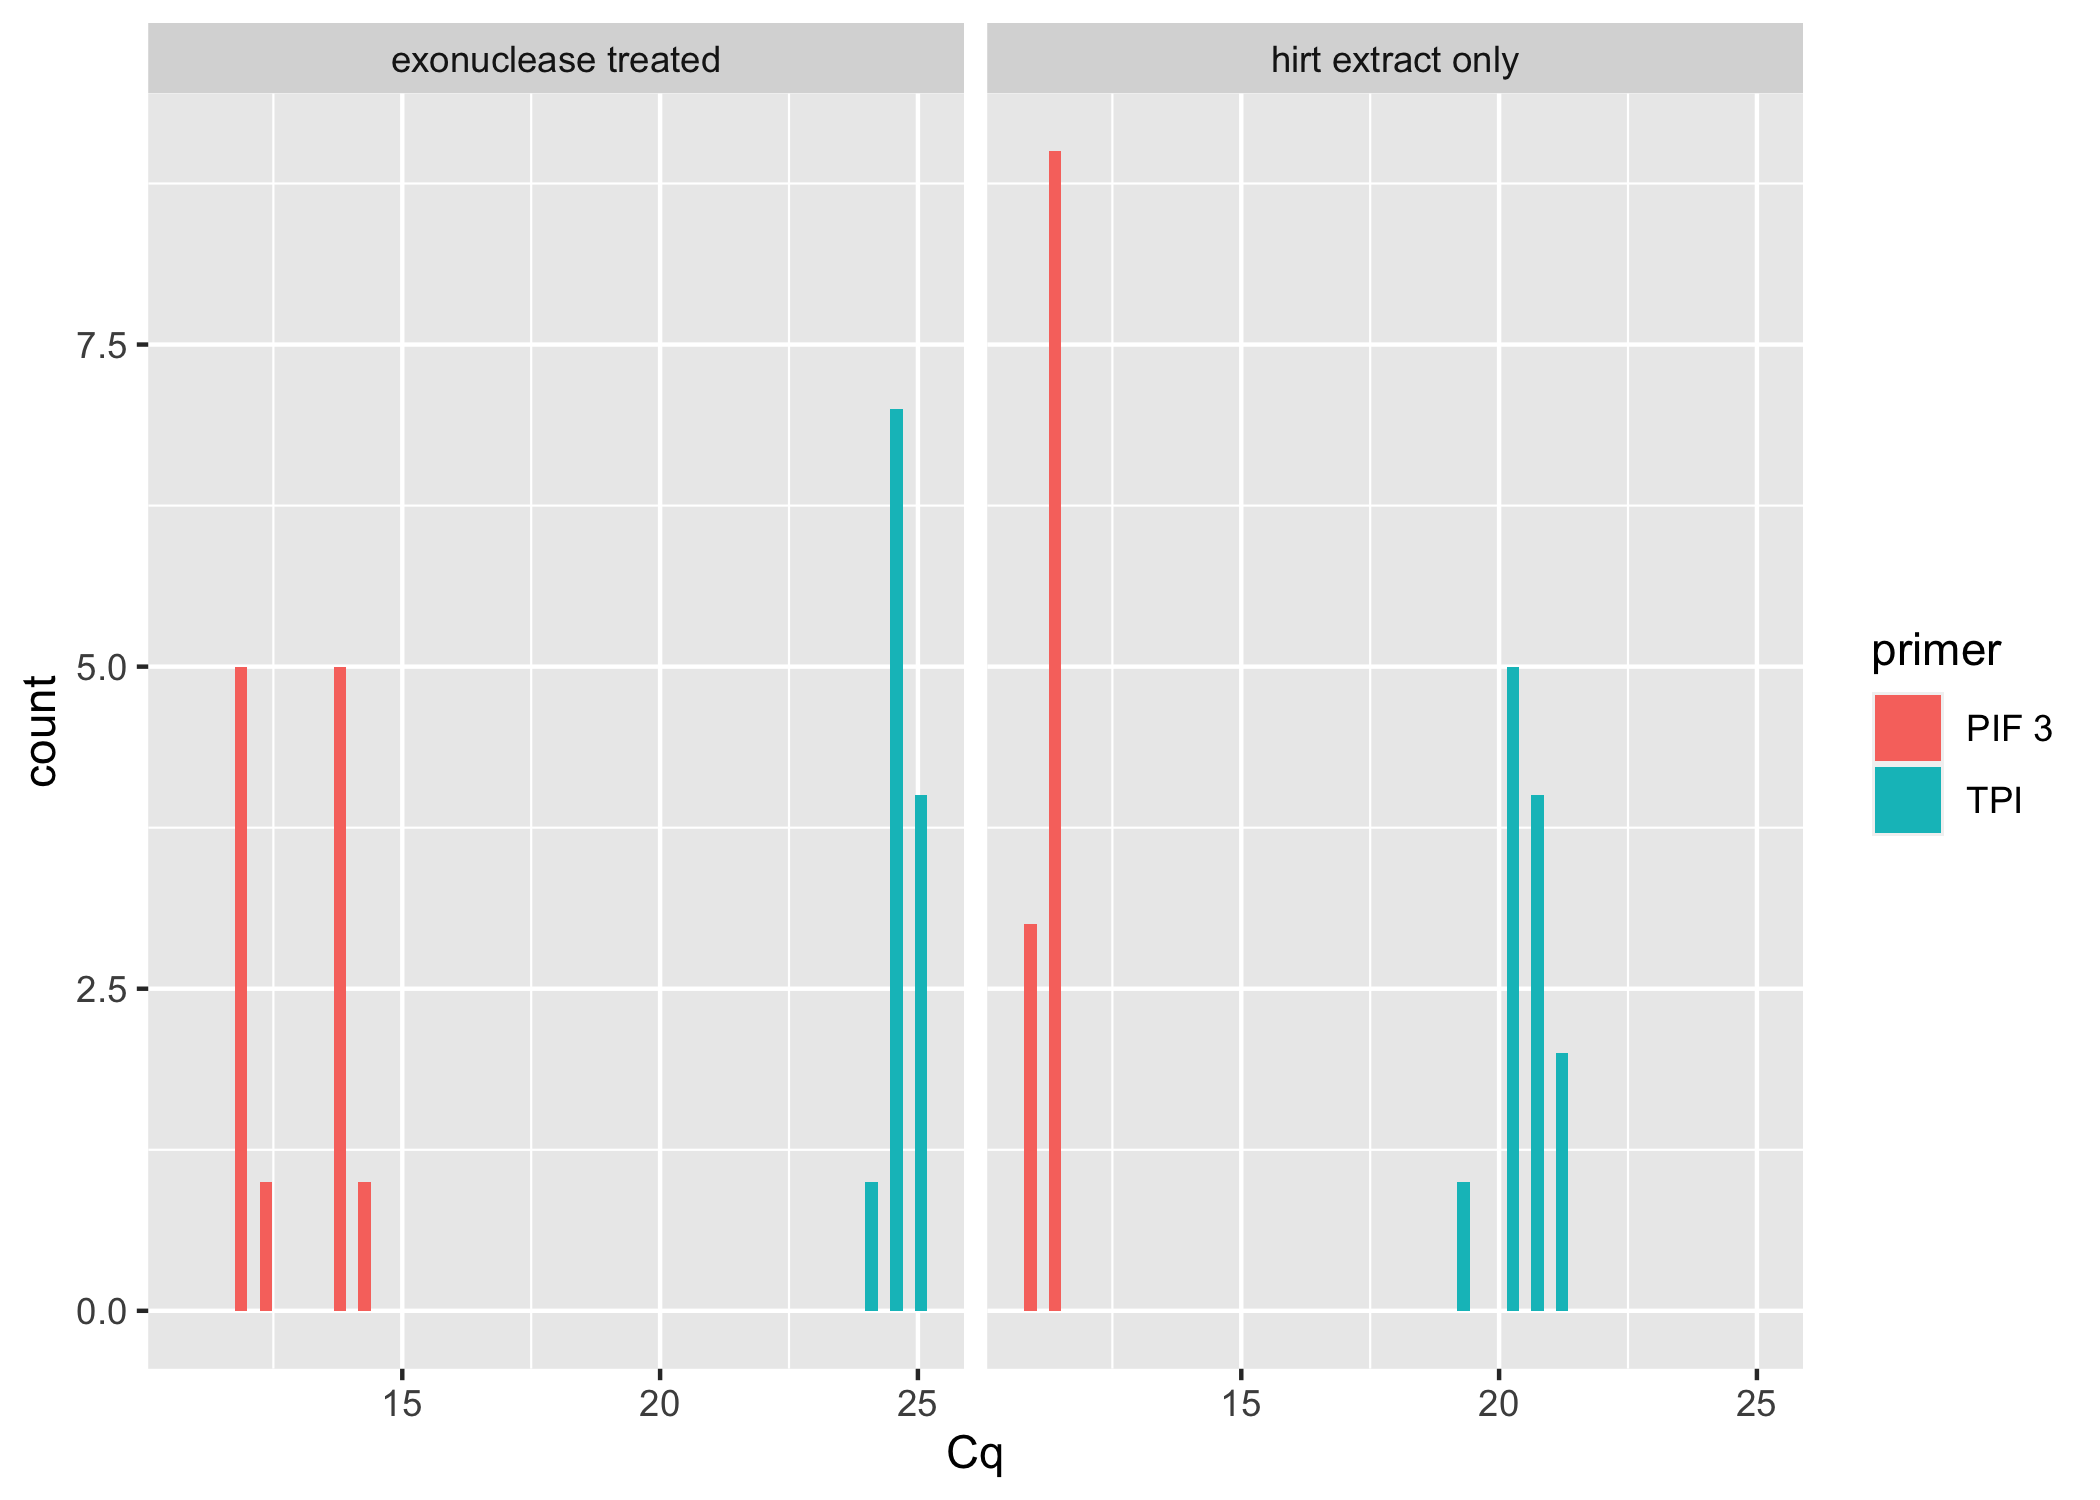 exonuclease treated
hirt extract only
7.5
5.0
2.5
0.0
count
15
20
25
15
20
25
Cq
primer
PIF 3
TPI